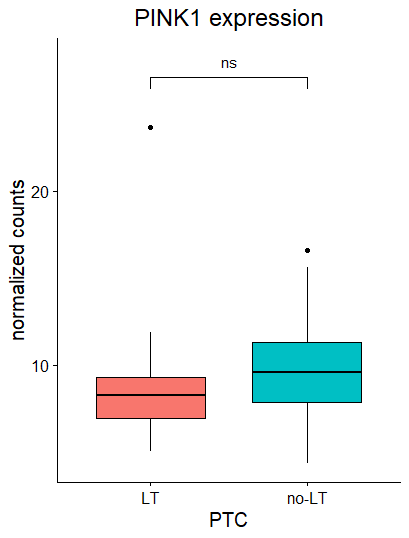 PINK1 expression
ns
normalized counts
20
10
LT
no-LT
PTC